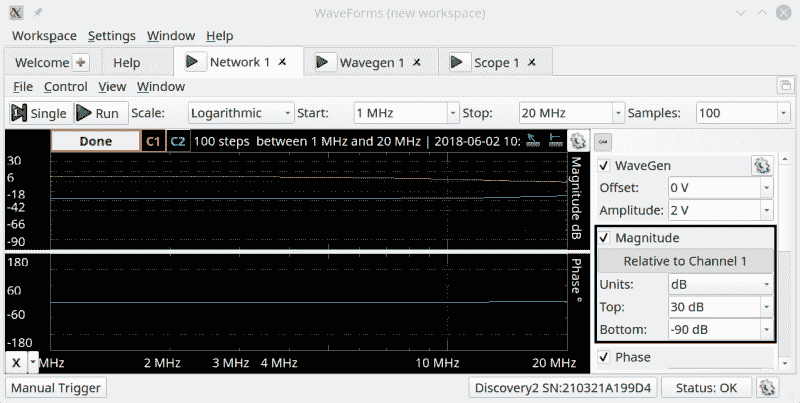 WaveForms (new workspace)
Workspace Settings Window Help
Welcome Help Network 1 Wavegen 1 Scope 1
File Control View Window
Single Run Scale: Logarithmic Start: 1 MHz Stop: 20 MHz Samples: 100
Done C1 C2 100 steps between 1 MHz and 20 MHz | 2018-06-02 10:
30
6
-18
-42
-66
-90
Magnitude dB
180
60
-60
-180
Phase °
X MHz 2 MHz 3 MHz 4 MHz 10 MHz 20 MHz
WaveGen
Offset: 0 V
Amplitude: 2 V
Magnitude
Relative to Channel 1
Units: dB
Top: 30 dB
Bottom: -90 dB
Phase
Manual Trigger Discovery2 SN:210321A199D4 Status: OK